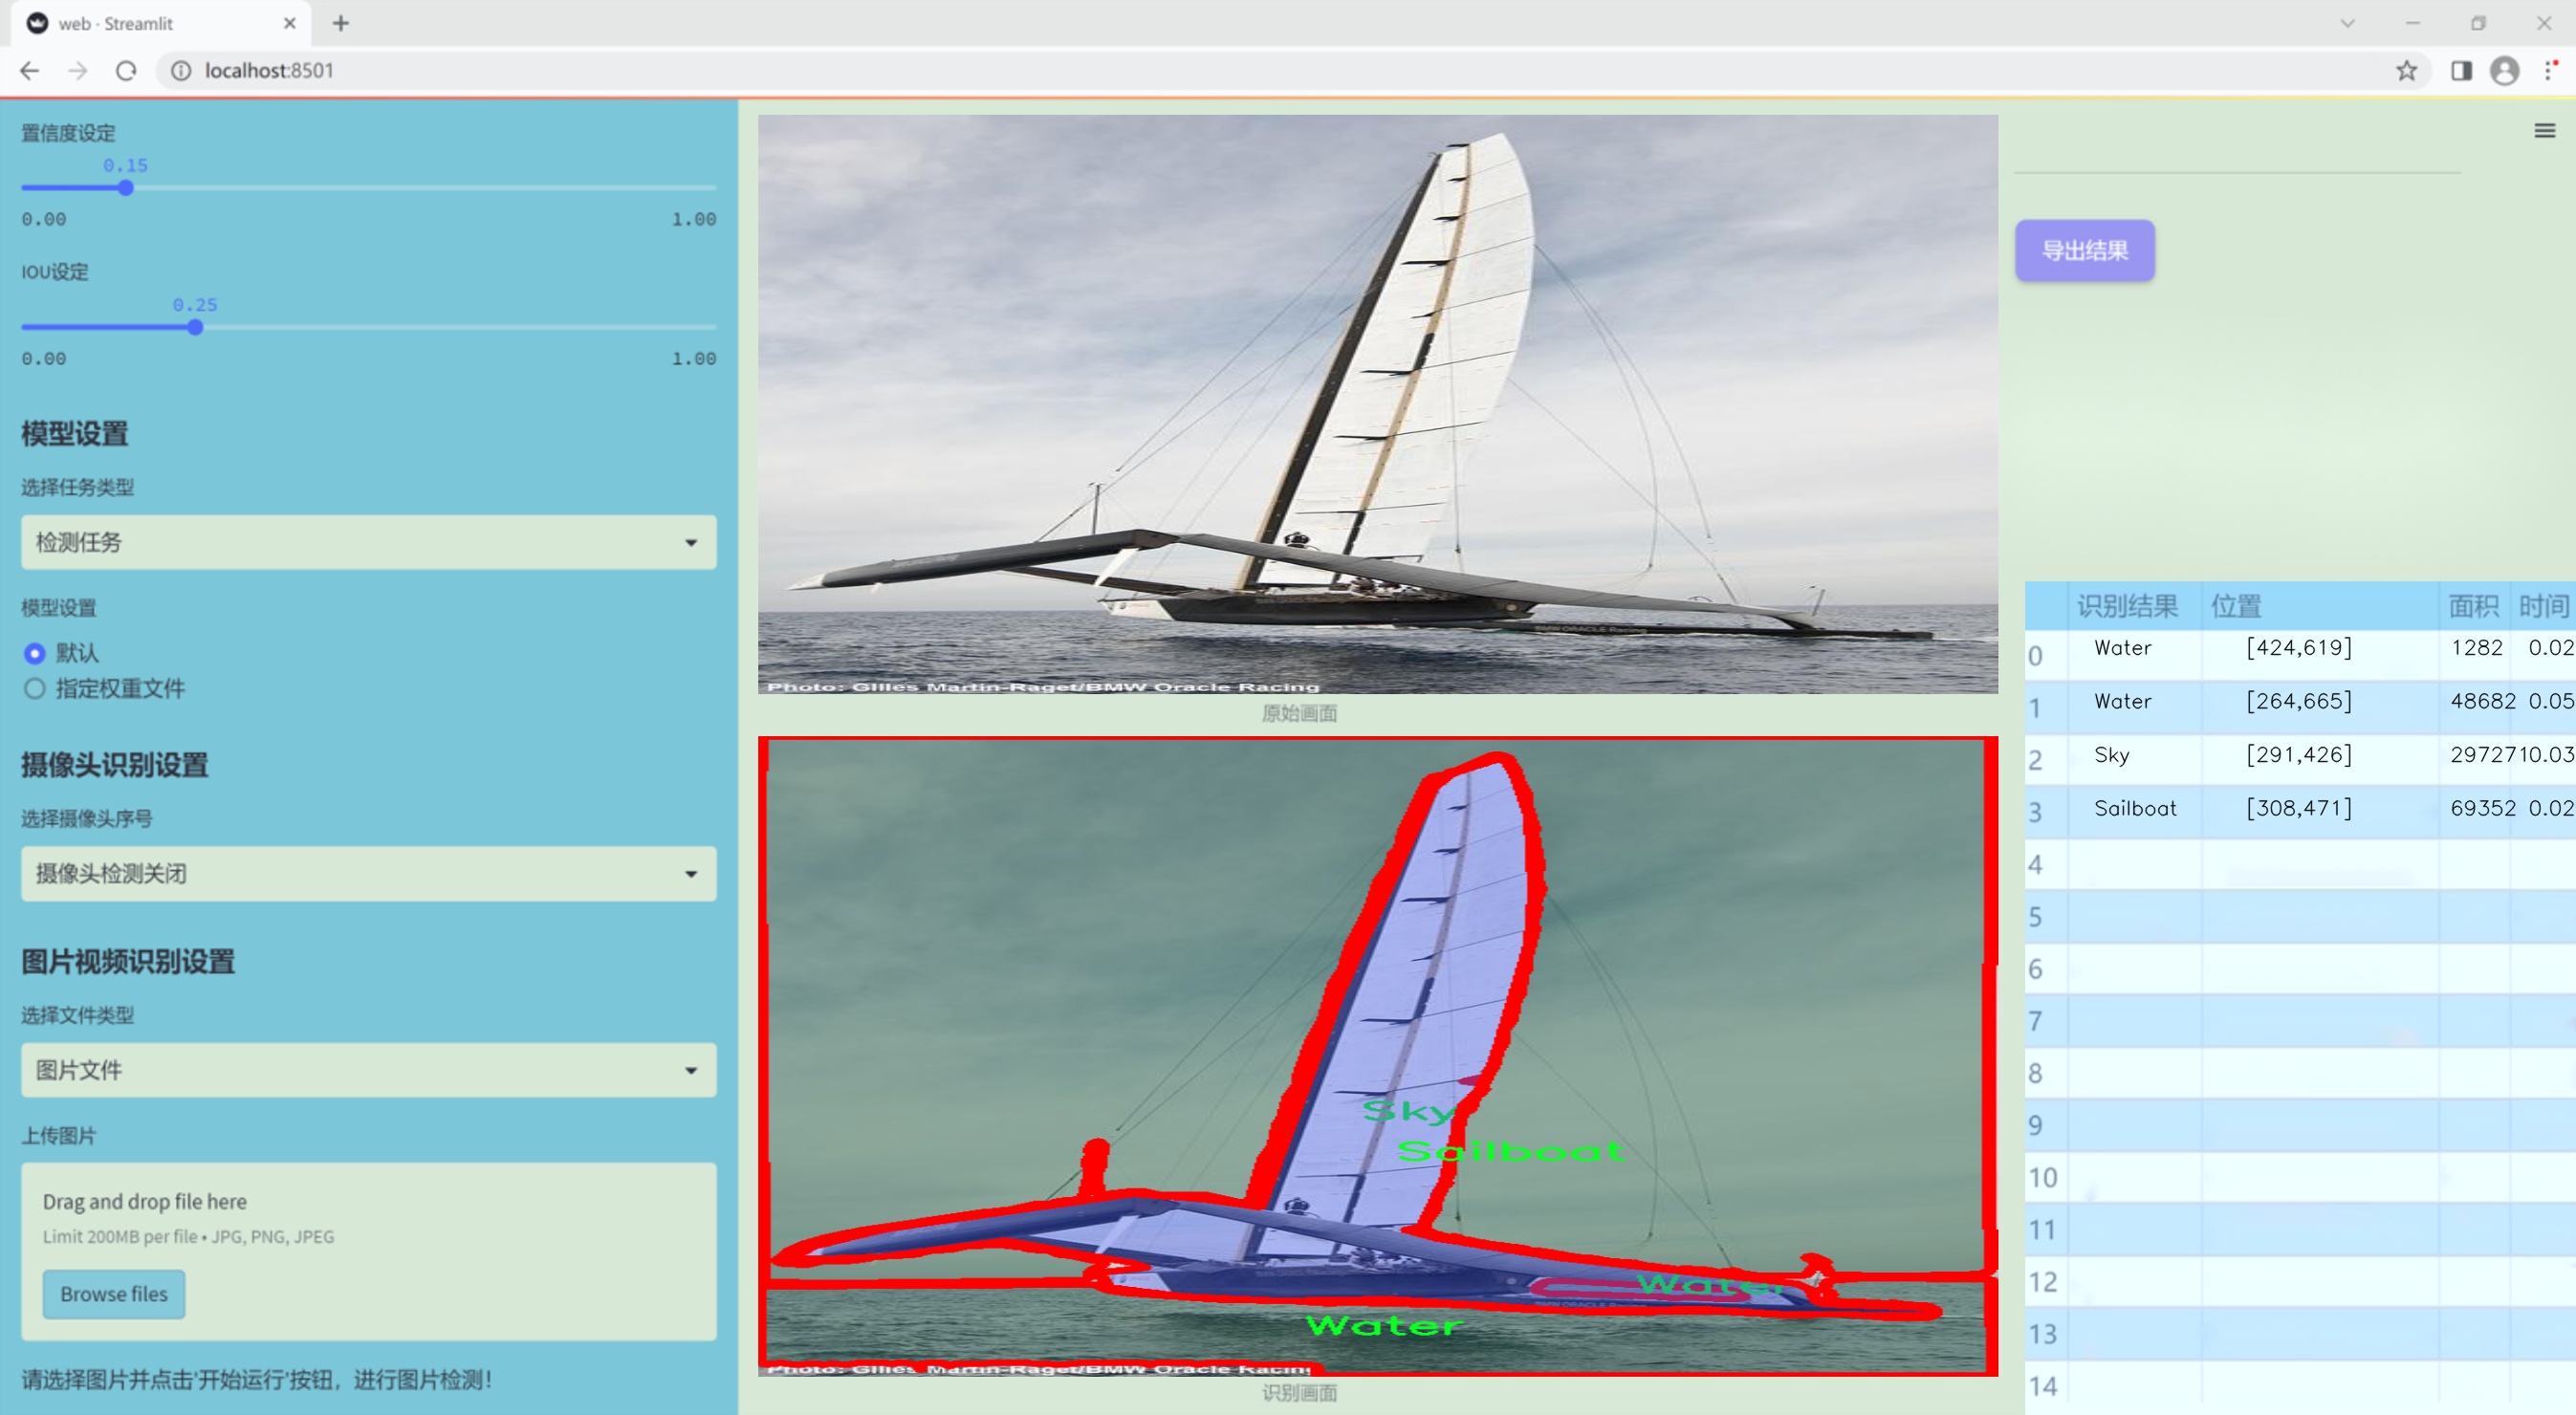 web · Streamlit
localhost:8501
置信度设定
0.15
0.00 1.00
IOU设定
0.25
0.00 1.00
模型设置
选择任务类型
检测任务
模型设置
默认
指定权重文件
摄像头识别设置
选择摄像头序号
摄像头检测关闭
图片视频识别设置
选择文件类型
图片文件
上传图片
Drag and drop file here
Limit 200MB per file • JPG, PNG, JPEG
Browse files
请选择图片并点击'开始运行'按钮，进行图片检测！
BMW ORACLE Racing
Photo: Gilles Martin-Raget/BMW Oracle Racing
原始画面
Sky
Sailboat
Water
BMW ORACLE Racing
Water
Photo: Gilles Martin-Raget/BMW Oracle Racing
识别画面
导出结果
识别结果 位置 面积 时间
0 Water [424,619] 1282 0.02
1 Water [264,665] 48682 0.05
2 Sky [291,426] 2972710.03
3 Sailboat [308,471] 69352 0.02
4
5
6
7
8
9
10
11
12
13
14